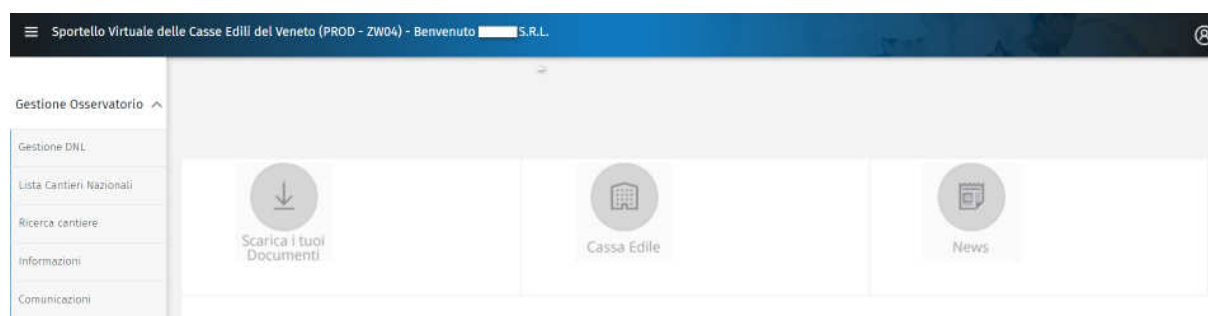 Sportello Virtuale delle Casse Edili del Veneto (PROD - ZW04) - Benvenuto S.R.L.
Gestione Osservatorio
Gestione DNL
Lista Cantieri Nazionali
Ricerca cantiere
Informazioni
Comunicazioni
Scarica i tuoi
Documenti
Cassa Edile
News